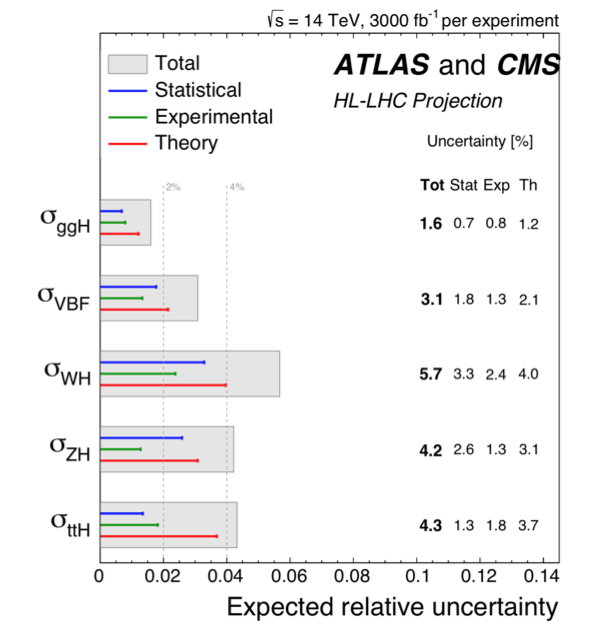 √s = 14 TeV, 3000 fb⁻¹ per experiment
Total
Statistical
Experimental
Theory
ATLAS and CMS
HL-LHC Projection
Uncertainty [%]
Tot Stat Exp Th
2% 4%
σggH 1.6 0.7 0.8 1.2
σVBF 3.1 1.8 1.3 2.1
σWH 5.7 3.3 2.4 4.0
σZH 4.2 2.6 1.3 3.1
σttH 4.3 1.3 1.8 3.7
0 0.02 0.04 0.06 0.08 0.1 0.12 0.14
Expected relative uncertainty